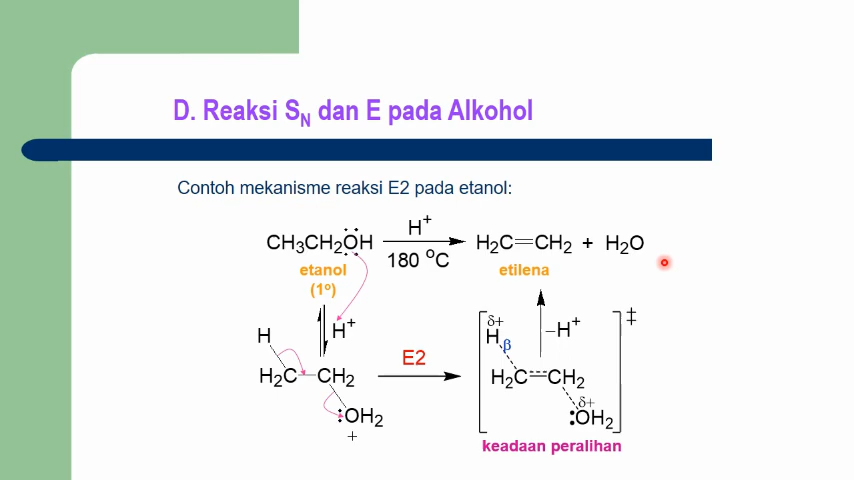 D. Reaksi SN dan E pada Alkohol
Contoh mekanisme reaksi E2 pada etanol:
H+
CH3CH2OH
H2C=CH2 + H2O
180 °C
etanol
etilena
(1º)
H+
–H+
δ+
‡
H
H
β
E2
H2C–CH2
H2C=CH2
δ+
:OH2
:OH2
+
keadaan peralihan